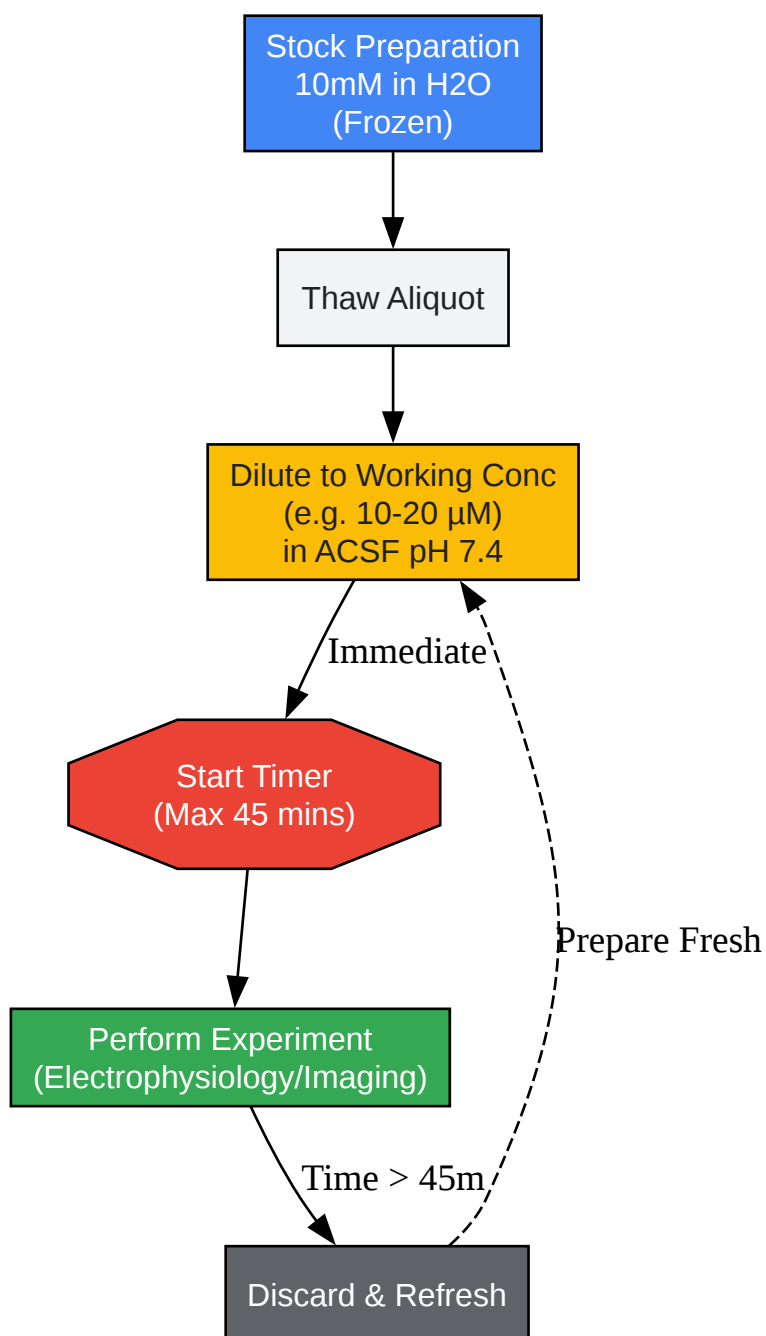 Stock Preparation
10mM in H2O
(Frozen)
Thaw Aliquot
Dilute to Working Conc
(e.g. 10-20 µM)
in ACSF pH 7.4
Immediate
Start Timer
(Max 45 mins)
Prepare Fresh
Perform Experiment
(Electrophysiology/Imaging)
Time > 45m
Discard & Refresh